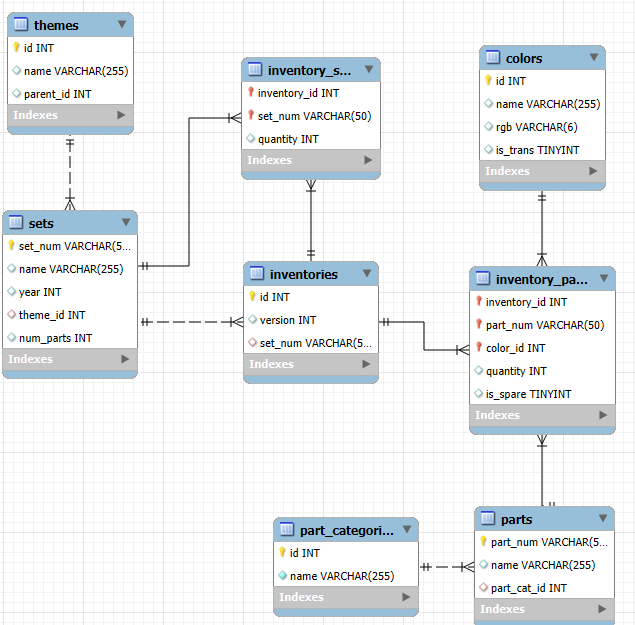 themes
id INT
name VARCHAR(255)
parent_id INT
Indexes
inventory_s...
inventory_id INT
set_num VARCHAR(50)
quantity INT
Indexes
colors
id INT
name VARCHAR(255)
rgb VARCHAR(6)
is_trans TINYINT
Indexes
sets
set_num VARCHAR(5...
name VARCHAR(255)
year INT
theme_id INT
num_parts INT
Indexes
inventories
id INT
version INT
set_num VARCHAR(5...
Indexes
inventory_pa...
inventory_id INT
part_num VARCHAR(50)
color_id INT
quantity INT
is_spare TINYINT
Indexes
part_categori...
id INT
name VARCHAR(255)
Indexes
parts
part_num VARCHAR(5...
name VARCHAR(255)
part_cat_id INT
Indexes